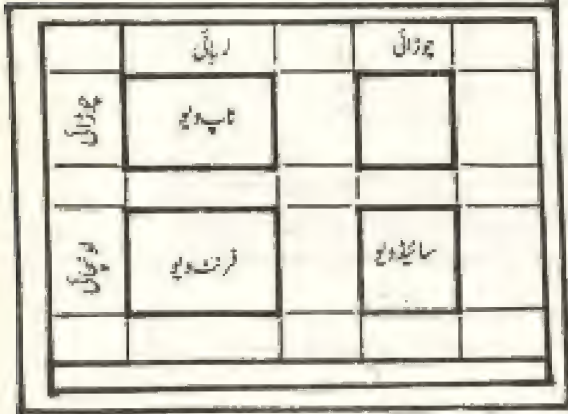 لمبائی
چوڑائی
چوڑائی
ٹاپ ویو
اونچائی
فرنٹ ویو
سائیڈ ویو